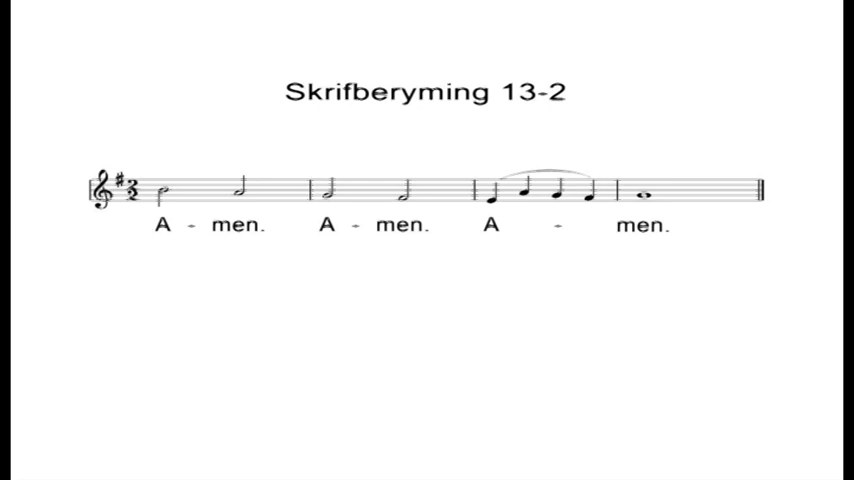 Skrifberyming 13-2
A - men. A - men. A - men.